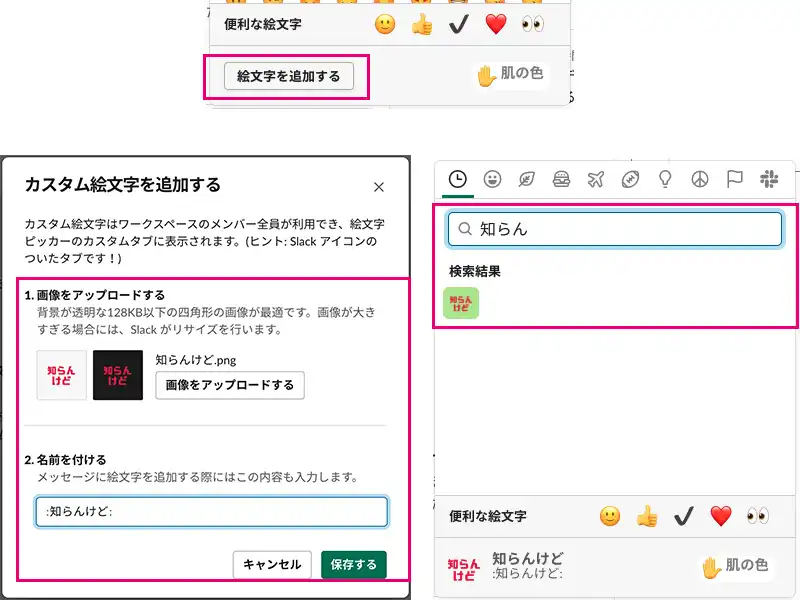 便利な絵文字
絵文字を追加する
肌の色
カスタム絵文字を追加する
カスタム絵文字はワークスペースのメンバー全員が利用でき、絵文字
ピッカーのカスタムタブに表示されます。(ヒント: Slack アイコンの
ついたタブです！)
1. 画像をアップロードする
背景が透明な128KB以下の四角形の画像が最適です。画像が大き
すぎる場合には、Slack がリサイズを行います。
知らん
けど
知らん
けど
知らんけど.png
画像をアップロードする
2. 名前を付ける
メッセージに絵文字を追加する際にはこの内容も入力します。
:知らんけど:
キャンセル
保存する
知らん
検索結果
知らん
けど
便利な絵文字
知らん
けど
知らんけど
:知らんけど:
肌の色